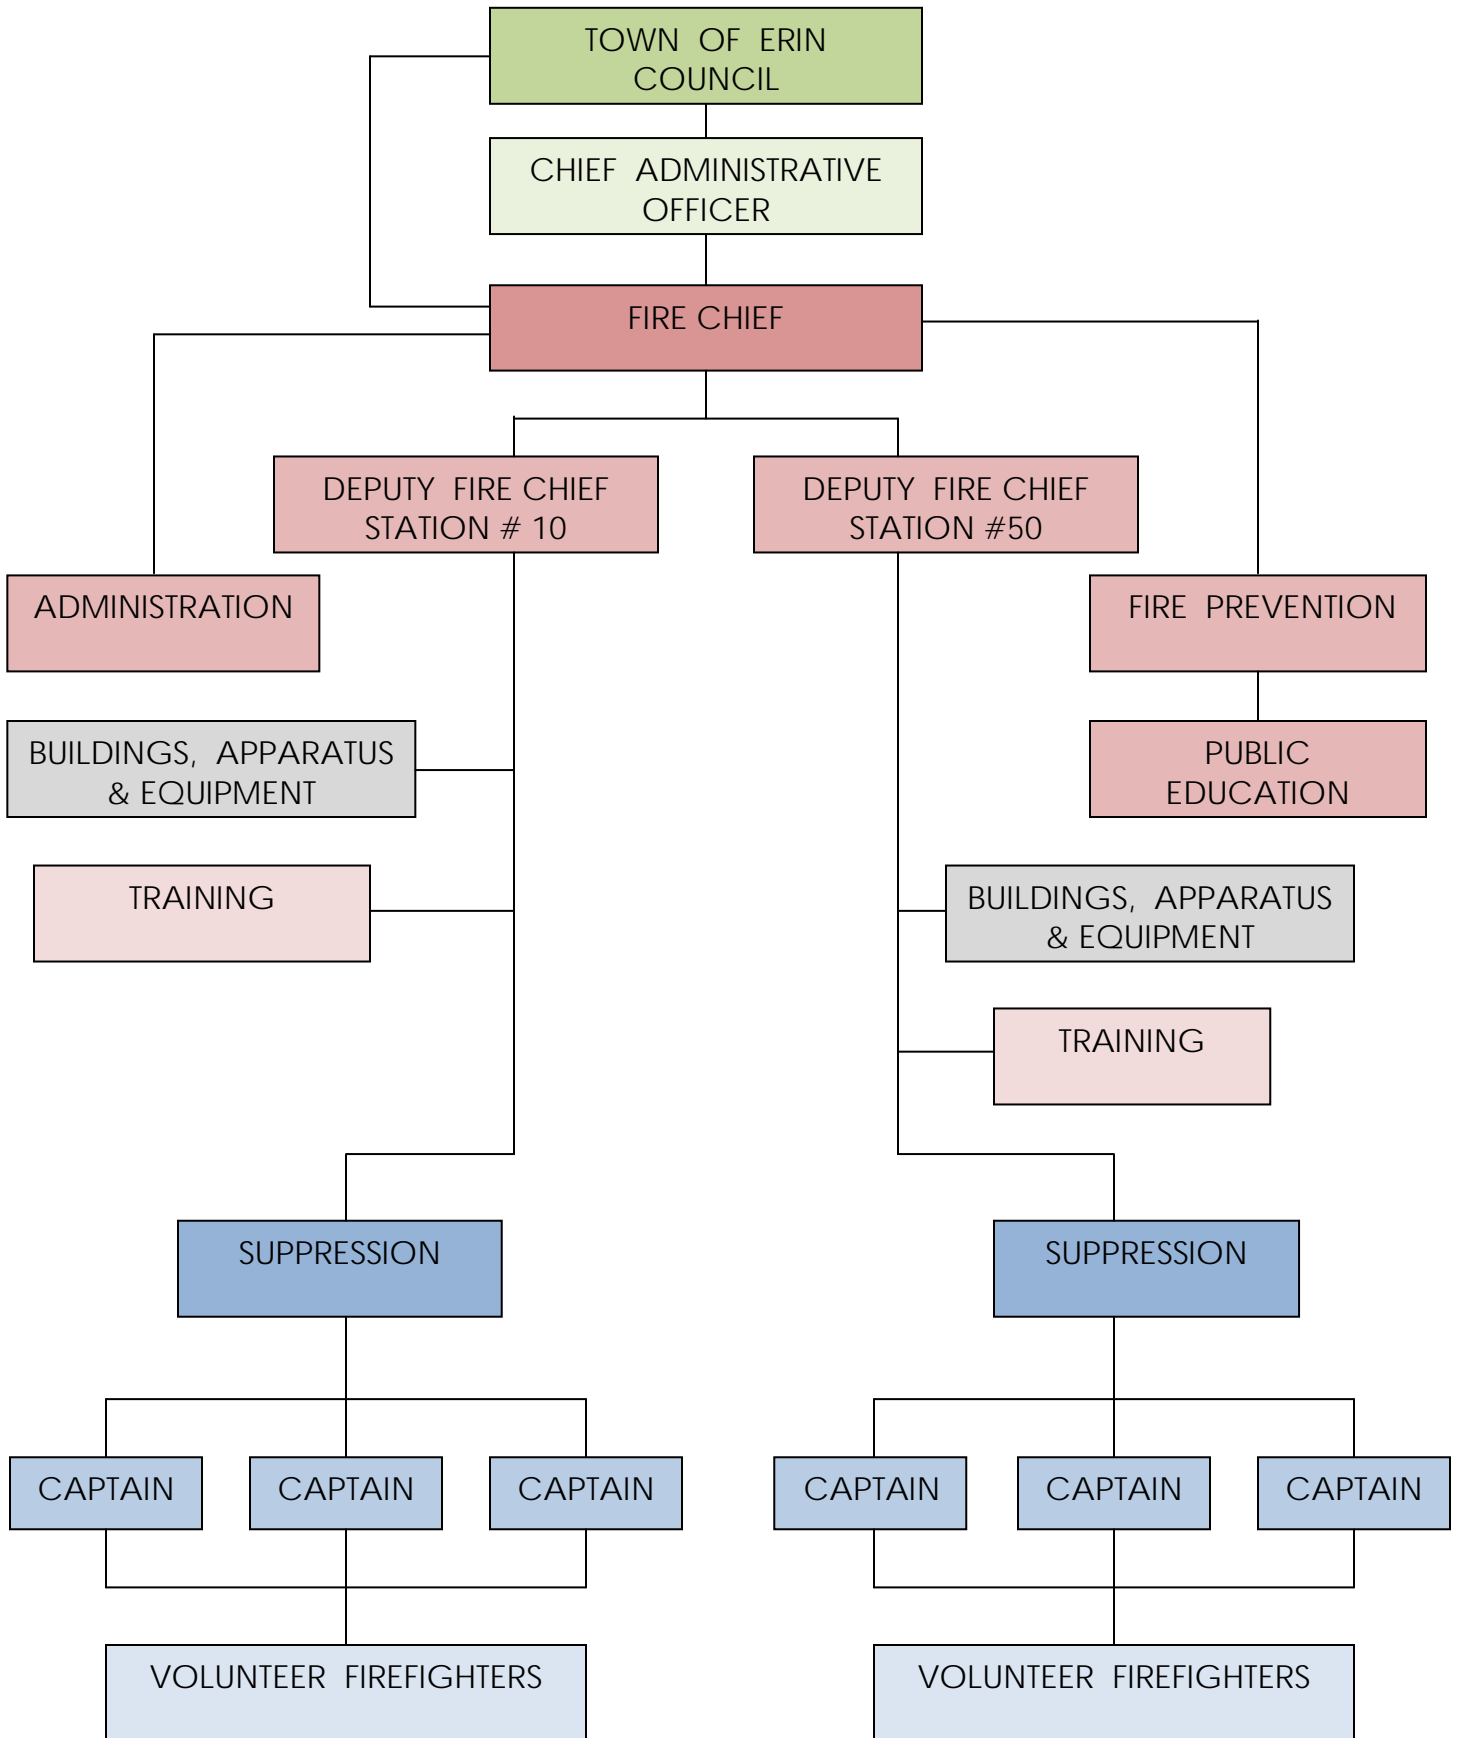 TOWN OF ERIN
COUNCIL
CHIEF ADMINISTRATIVE
OFFICER
FIRE CHIEF
DEPUTY FIRE CHIEF
STATION # 10
DEPUTY FIRE CHIEF
STATION #50
ADMINISTRATION
FIRE PREVENTION
BUILDINGS, APPARATUS
& EQUIPMENT
PUBLIC
EDUCATION
TRAINING
BUILDINGS, APPARATUS
& EQUIPMENT
TRAINING
SUPPRESSION
SUPPRESSION
CAPTAIN
CAPTAIN
CAPTAIN
CAPTAIN
CAPTAIN
CAPTAIN
VOLUNTEER FIREFIGHTERS
VOLUNTEER FIREFIGHTERS